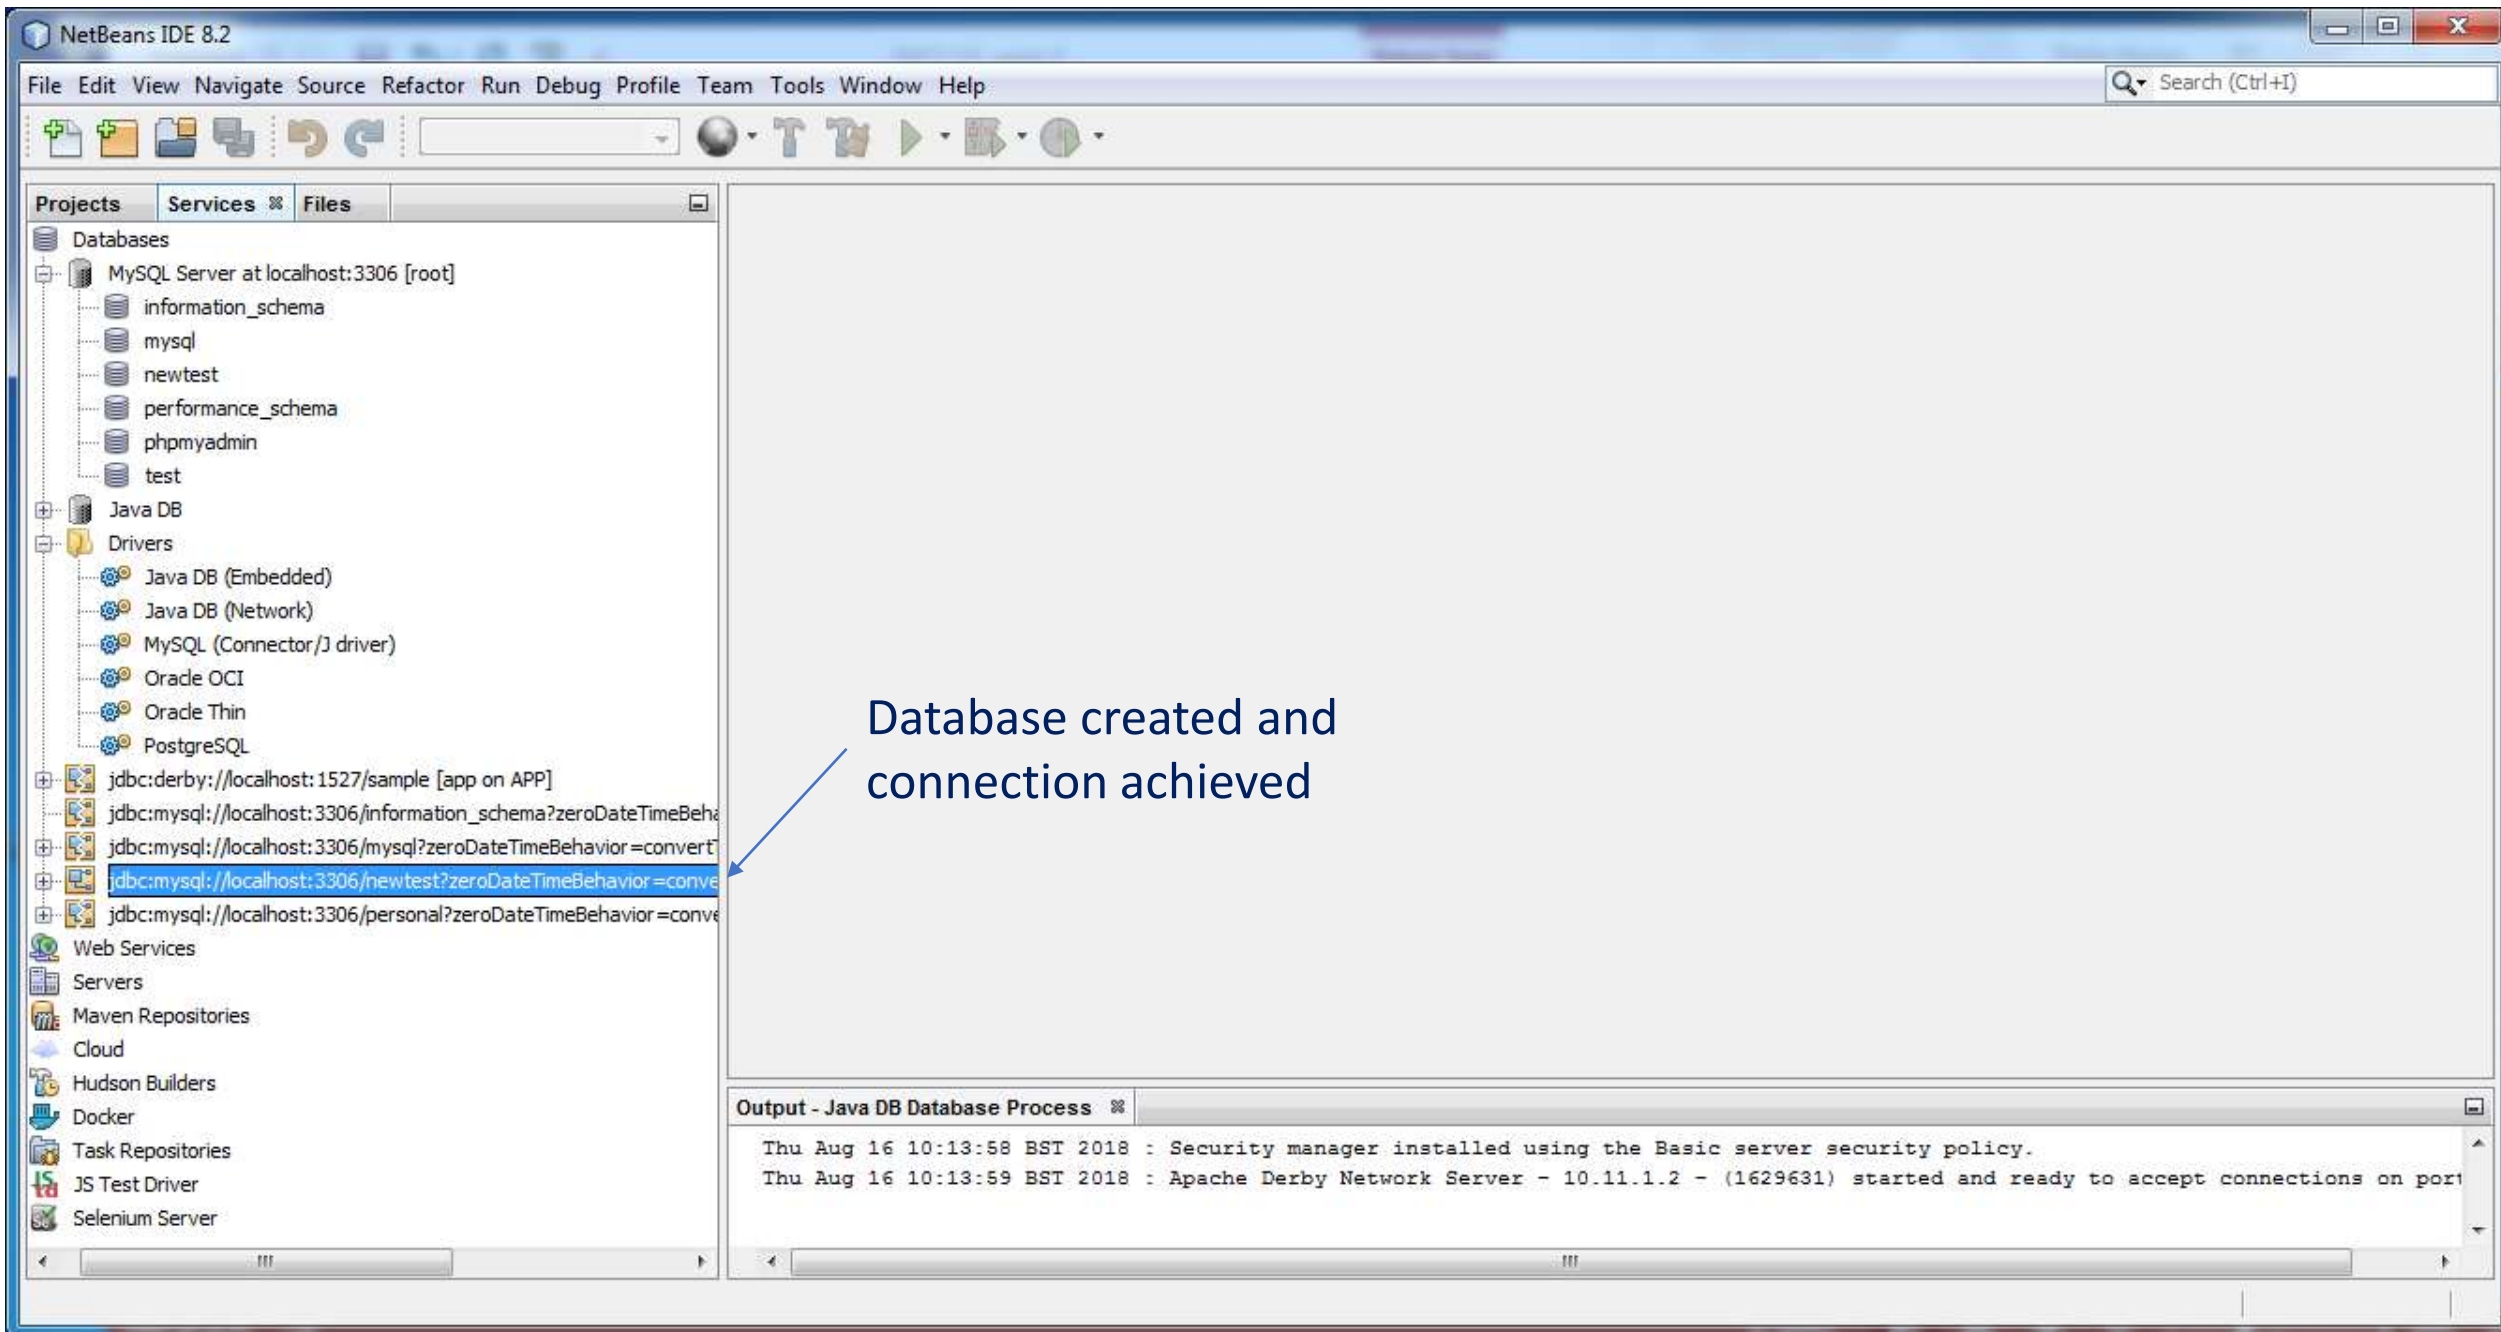 NetBeans IDE 8.2
File Edit View Navigate Source Refactor Run Debug Profile Team Tools Window Help
Search (Ctrl+I)
Projects Services Files
Databases
MySQL Server at localhost:3306 [root]
information_schema
mysql
newtest
performance_schema
phpmyadmin
test
Java DB
Drivers
Java DB (Embedded)
Java DB (Network)
MySQL (Connector/J driver)
Oracle OCI
Oracle Thin
PostgreSQL
jdbc:derby://localhost:1527/sample [app on APP]
jdbc:mysql://localhost:3306/information_schema?zeroDateTimeBeha
jdbc:mysql://localhost:3306/mysql?zeroDateTimeBehavior=convertT
jdbc:mysql://localhost:3306/newtest?zeroDateTimeBehavior=conve
jdbc:mysql://localhost:3306/personal?zeroDateTimeBehavior=conve
Web Services
Servers
Maven Repositories
Cloud
Hudson Builders
Docker
Task Repositories
JS Test Driver
Selenium Server
Database created and
connection achieved
Output - Java DB Database Process
Thu Aug 16 10:13:58 BST 2018 : Security manager installed using the Basic server security policy.
Thu Aug 16 10:13:59 BST 2018 : Apache Derby Network Server - 10.11.1.2 - (1629631) started and ready to accept connections on port